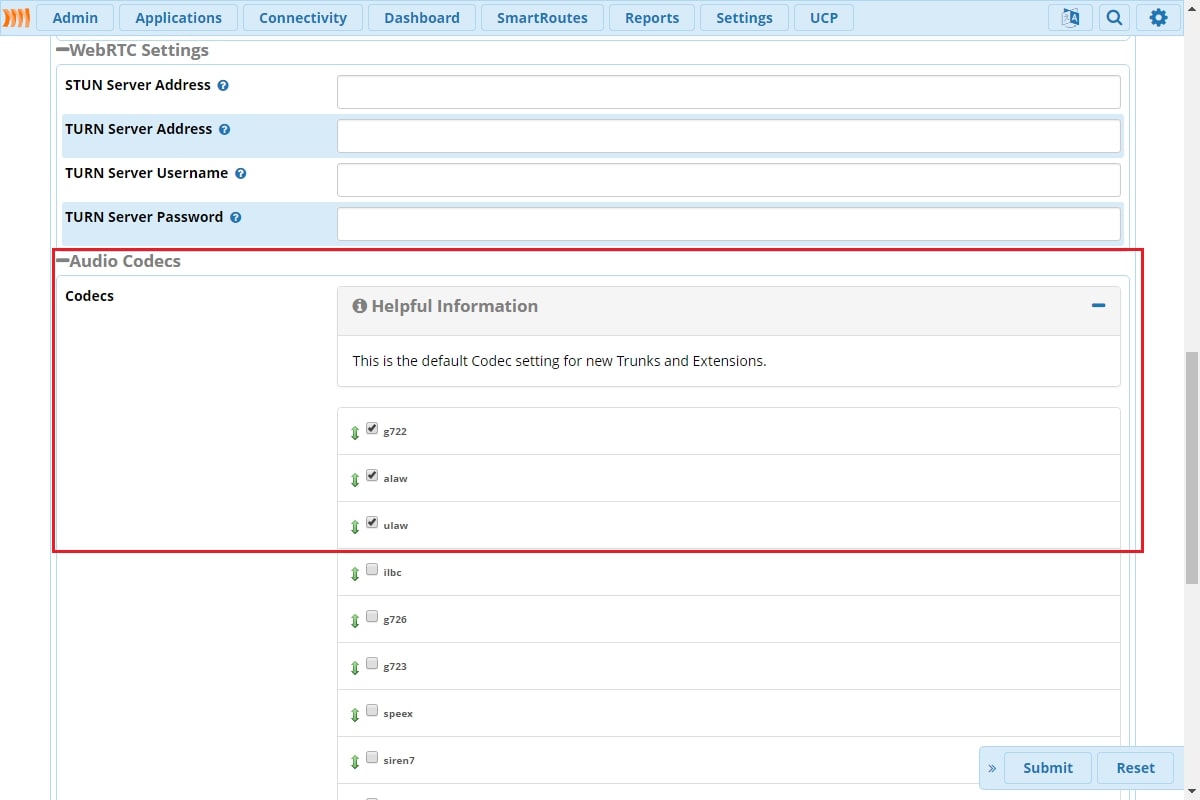 Admin Applications Connectivity Dashboard SmartRoutes Reports Settings UCP
WebRTC Settings
STUN Server Address
TURN Server Address
TURN Server Username
TURN Server Password
Audio Codecs
Codecs
Helpful Information
This is the default Codec setting for new Trunks and Extensions.
g722
alaw
ulaw
ilbc
g726
g723
speex
siren7
» Submit Reset